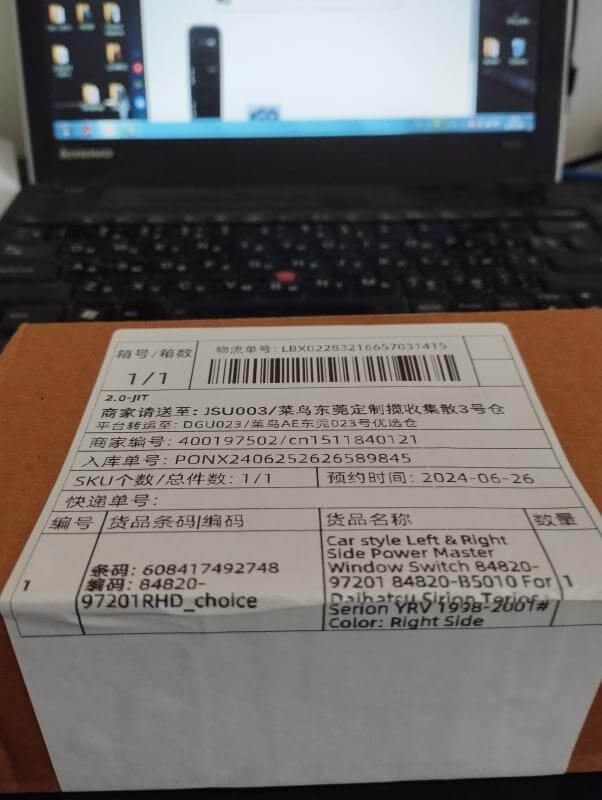 lenovo
箱号/箱数
物流单号: LBX02283216657031415
1/1
2.0-JIT
商家请送至: JSU003/菜鸟东莞定制揽收集散3号仓
平台转运至: DGU023/菜鸟AE东莞023号优选仓
商家编号: 400197502/cn1511840121
入库单号: PONX2406252626589845
SKU个数/总件数: 1/1 预约时间: 2024-06-26
快递单号:
编号 货品条码|编码 货品名称 数量
1
条码: 608417492748
编码: 84820-
97201RHD_choice
Car style Left & Right
Side Power Master
Window Switch 84820-
97201 84820-B5010 For
Daihatsu Sirion Terios
Serion YRV 1998-2001#
Color: Right Side
1